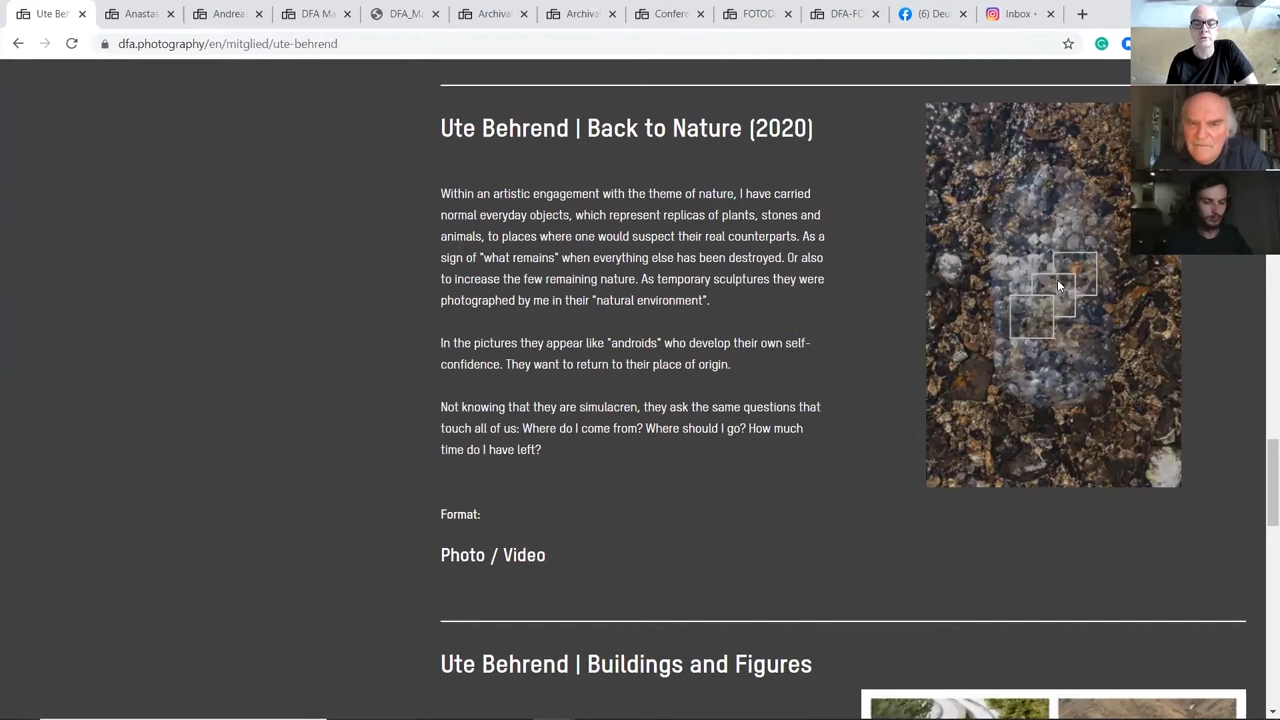 Ute Beh
Anastas
Andreas
DFA Ma
DFA_Ma
Archiva
Archiva
Confere
FOTOD
DFA-FO
(6) Deut
Inbox •
dfa.photography/en/mitglied/ute-behrend
Ute Behrend | Back to Nature (2020)
Within an artistic engagement with the theme of nature, I have carried
normal everyday objects, which represent replicas of plants, stones and
animals, to places where one would suspect their real counterparts. As a
sign of "what remains" when everything else has been destroyed. Or also
to increase the few remaining nature. As temporary sculptures they were
photographed by me in their "natural environment".
In the pictures they appear like "androids" who develop their own self-
confidence. They want to return to their place of origin.
Not knowing that they are simulacren, they ask the same questions that
touch all of us: Where do I come from? Where should I go? How much
time do I have left?
Format:
Photo / Video
Ute Behrend | Buildings and Figures